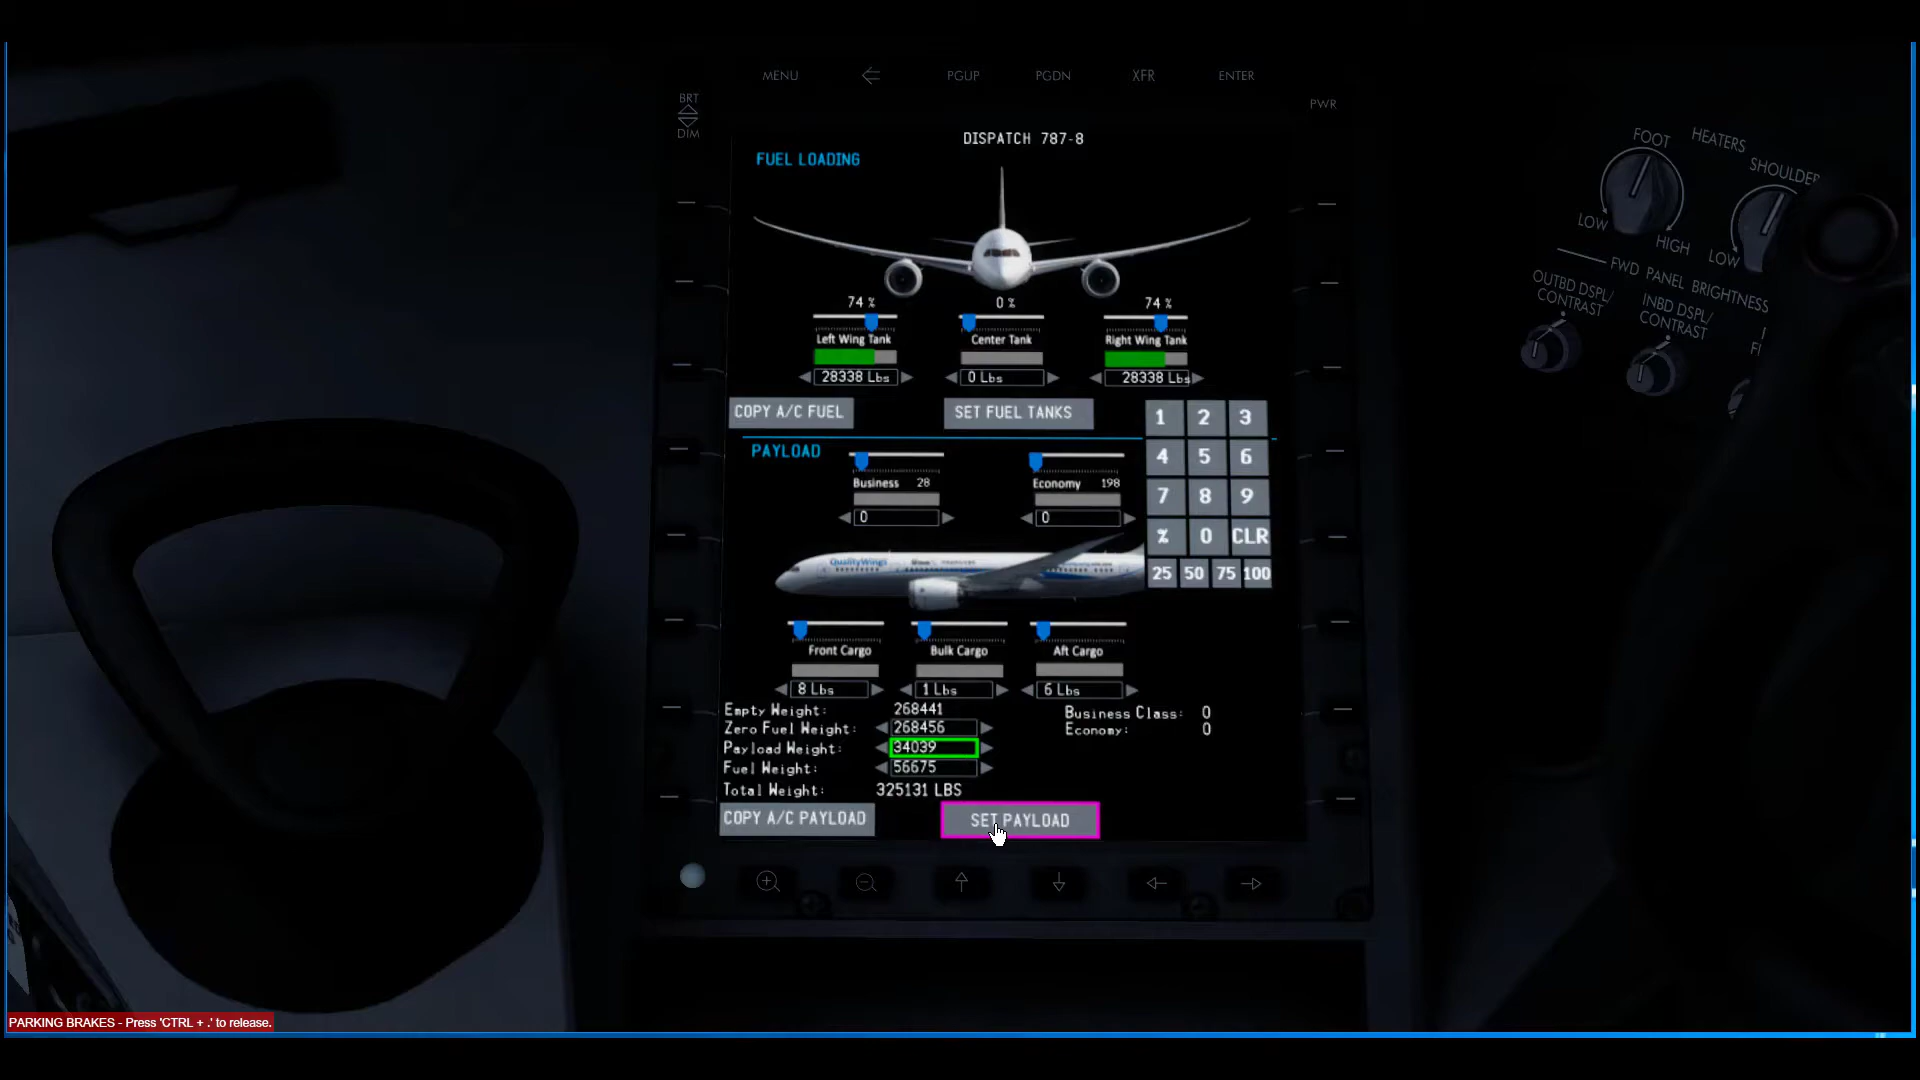 MENU PGUP PGDN XFR ENTER
BRT
DIM
PWR
DISPATCH 787-8
FUEL LOADING
74 % 0 % 74 %
Left Wing Tank Center Tank Right Wing Tank
28338 Lbs 0 Lbs 28338 Lbs
COPY A/C FUEL SET FUEL TANKS
1 2 3
4 5 6
7 8 9
% 0 CLR
25 50 75 100
PAYLOAD
Business 28 Economy 198
0 0
QualityWings
Front Cargo Bulk Cargo Aft Cargo
8 Lbs 1 Lbs 6 Lbs
Empty Weight: 268441
Zero Fuel Weight: 268456
Payload Weight: 34039
Fuel Weight: 56675
Total Weight: 325131 LBS
Business Class: 0
Economy: 0
COPY A/C PAYLOAD SET PAYLOAD
HEATERS
FOOT SHOULDER
LOW HIGH LOW
FWD PANEL BRIGHTNESS
OUTBD DSPL/
CONTRAST
INBD DSPL/
CONTRAST
PARKING BRAKES - Press 'CTRL + .' to release.